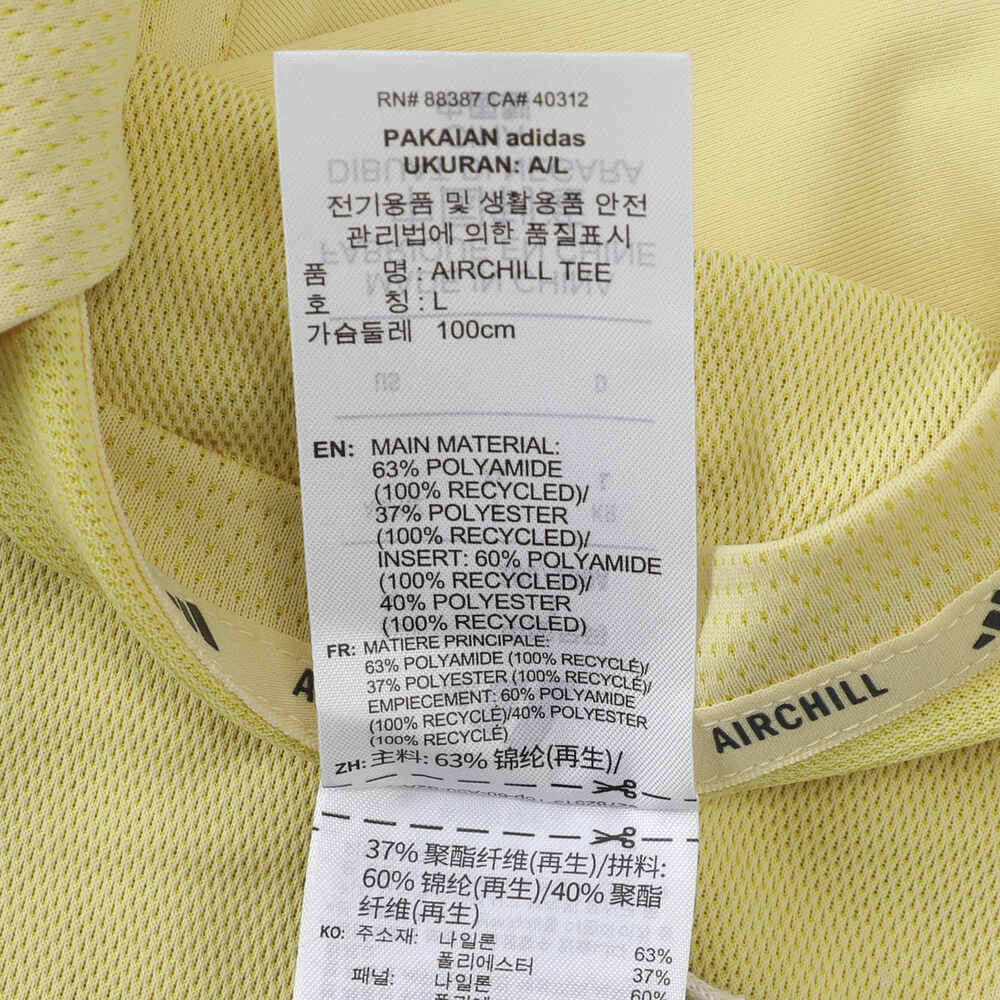 RN# 88387 CA# 40312
PAKAIAN adidas
UKURAN: A/L
전기용품 및 생활용품 안전
관리법에 의한 품질표시
품 명 : AIRCHILL TEE
호 칭 : L
가슴둘레 100cm
EN: MAIN MATERIAL:
63% POLYAMIDE
(100% RECYCLED)/
37% POLYESTER
(100% RECYCLED)/
INSERT: 60% POLYAMIDE
(100% RECYCLED)/
40% POLYESTER
(100% RECYCLED)
FR: MATIERE PRINCIPALE:
63% POLYAMIDE (100% RECYCLÉ)/
37% POLYESTER (100% RECYCLÉ)/
EMPIECEMENT: 60% POLYAMIDE
(100% RECYCLÉ)/40% POLYESTER
(100% RECYCLÉ)
ZH: 主料: 63% 锦纶(再生)/
37% 聚酯纤维(再生)/拼料:
60% 锦纶(再生)/40% 聚酯
纤维(再生)
KO: 주소재: 나일론 63%
폴리에스터 37%
패널: 나일론 60%
AIRCHILL